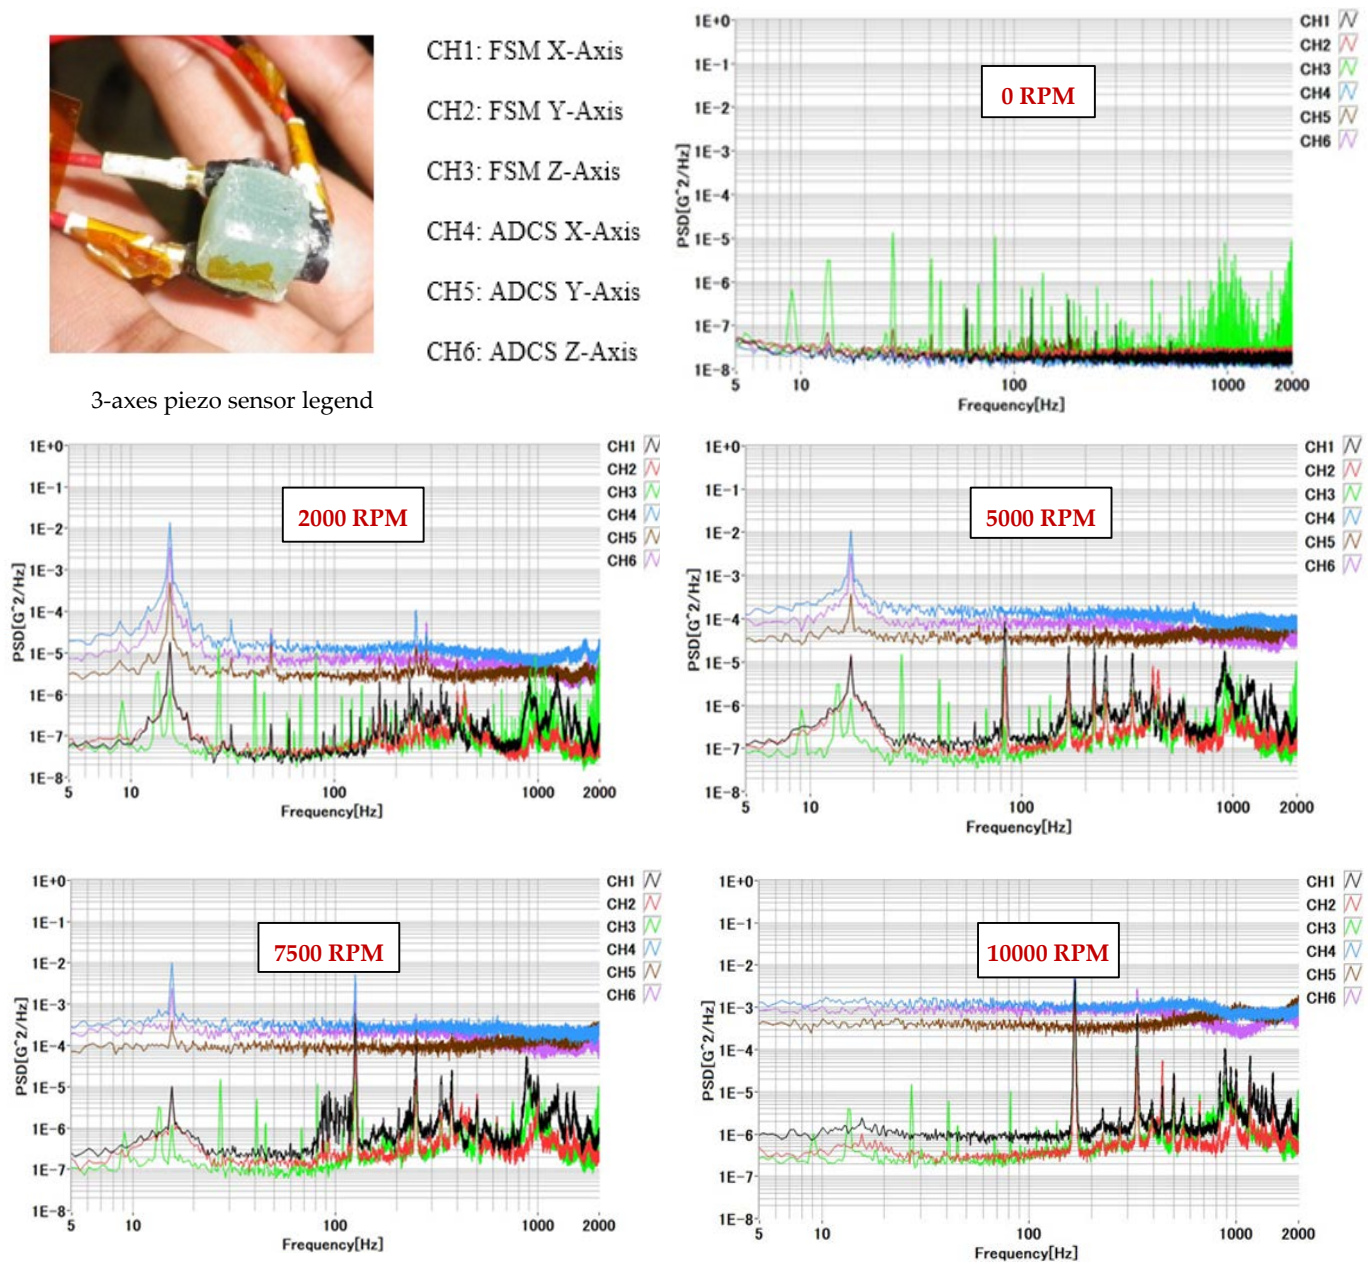 CH1: FSM X-Axis
CH2: FSM Y-Axis
CH3: FSM Z-Axis
CH4: ADCS X-Axis
CH5: ADCS Y-Axis
CH6: ADCS Z-Axis
3-axes piezo sensor legend
0 RPM
1E+0
1E-1
1E-2
1E-3
1E-4
1E-5
1E-6
1E-7
1E-8
PSD[G^2/Hz]
5 10 100 1000 2000
Frequency[Hz]
CH1
CH2
CH3
CH4
CH5
CH6
2000 RPM
1E+0
1E-1
1E-2
1E-3
1E-4
1E-5
1E-6
1E-7
1E-8
PSD[G^2/Hz]
5 10 100 1000 2000
Frequency[Hz]
CH1
CH2
CH3
CH4
CH5
CH6
5000 RPM
1E+0
1E-1
1E-2
1E-3
1E-4
1E-5
1E-6
1E-7
1E-8
PSD[G^2/Hz]
5 10 100 1000 2000
Frequency[Hz]
CH1
CH2
CH3
CH4
CH5
CH6
7500 RPM
1E+0
1E-1
1E-2
1E-3
1E-4
1E-5
1E-6
1E-7
1E-8
PSD[G^2/Hz]
5 10 100 1000 2000
Frequency[Hz]
CH1
CH2
CH3
CH4
CH5
CH6
10000 RPM
1E+0
1E-1
1E-2
1E-3
1E-4
1E-5
1E-6
1E-7
1E-8
PSD[G^2/Hz]
5 10 100 1000 2000
Frequency[Hz]
CH1
CH2
CH3
CH4
CH5
CH6